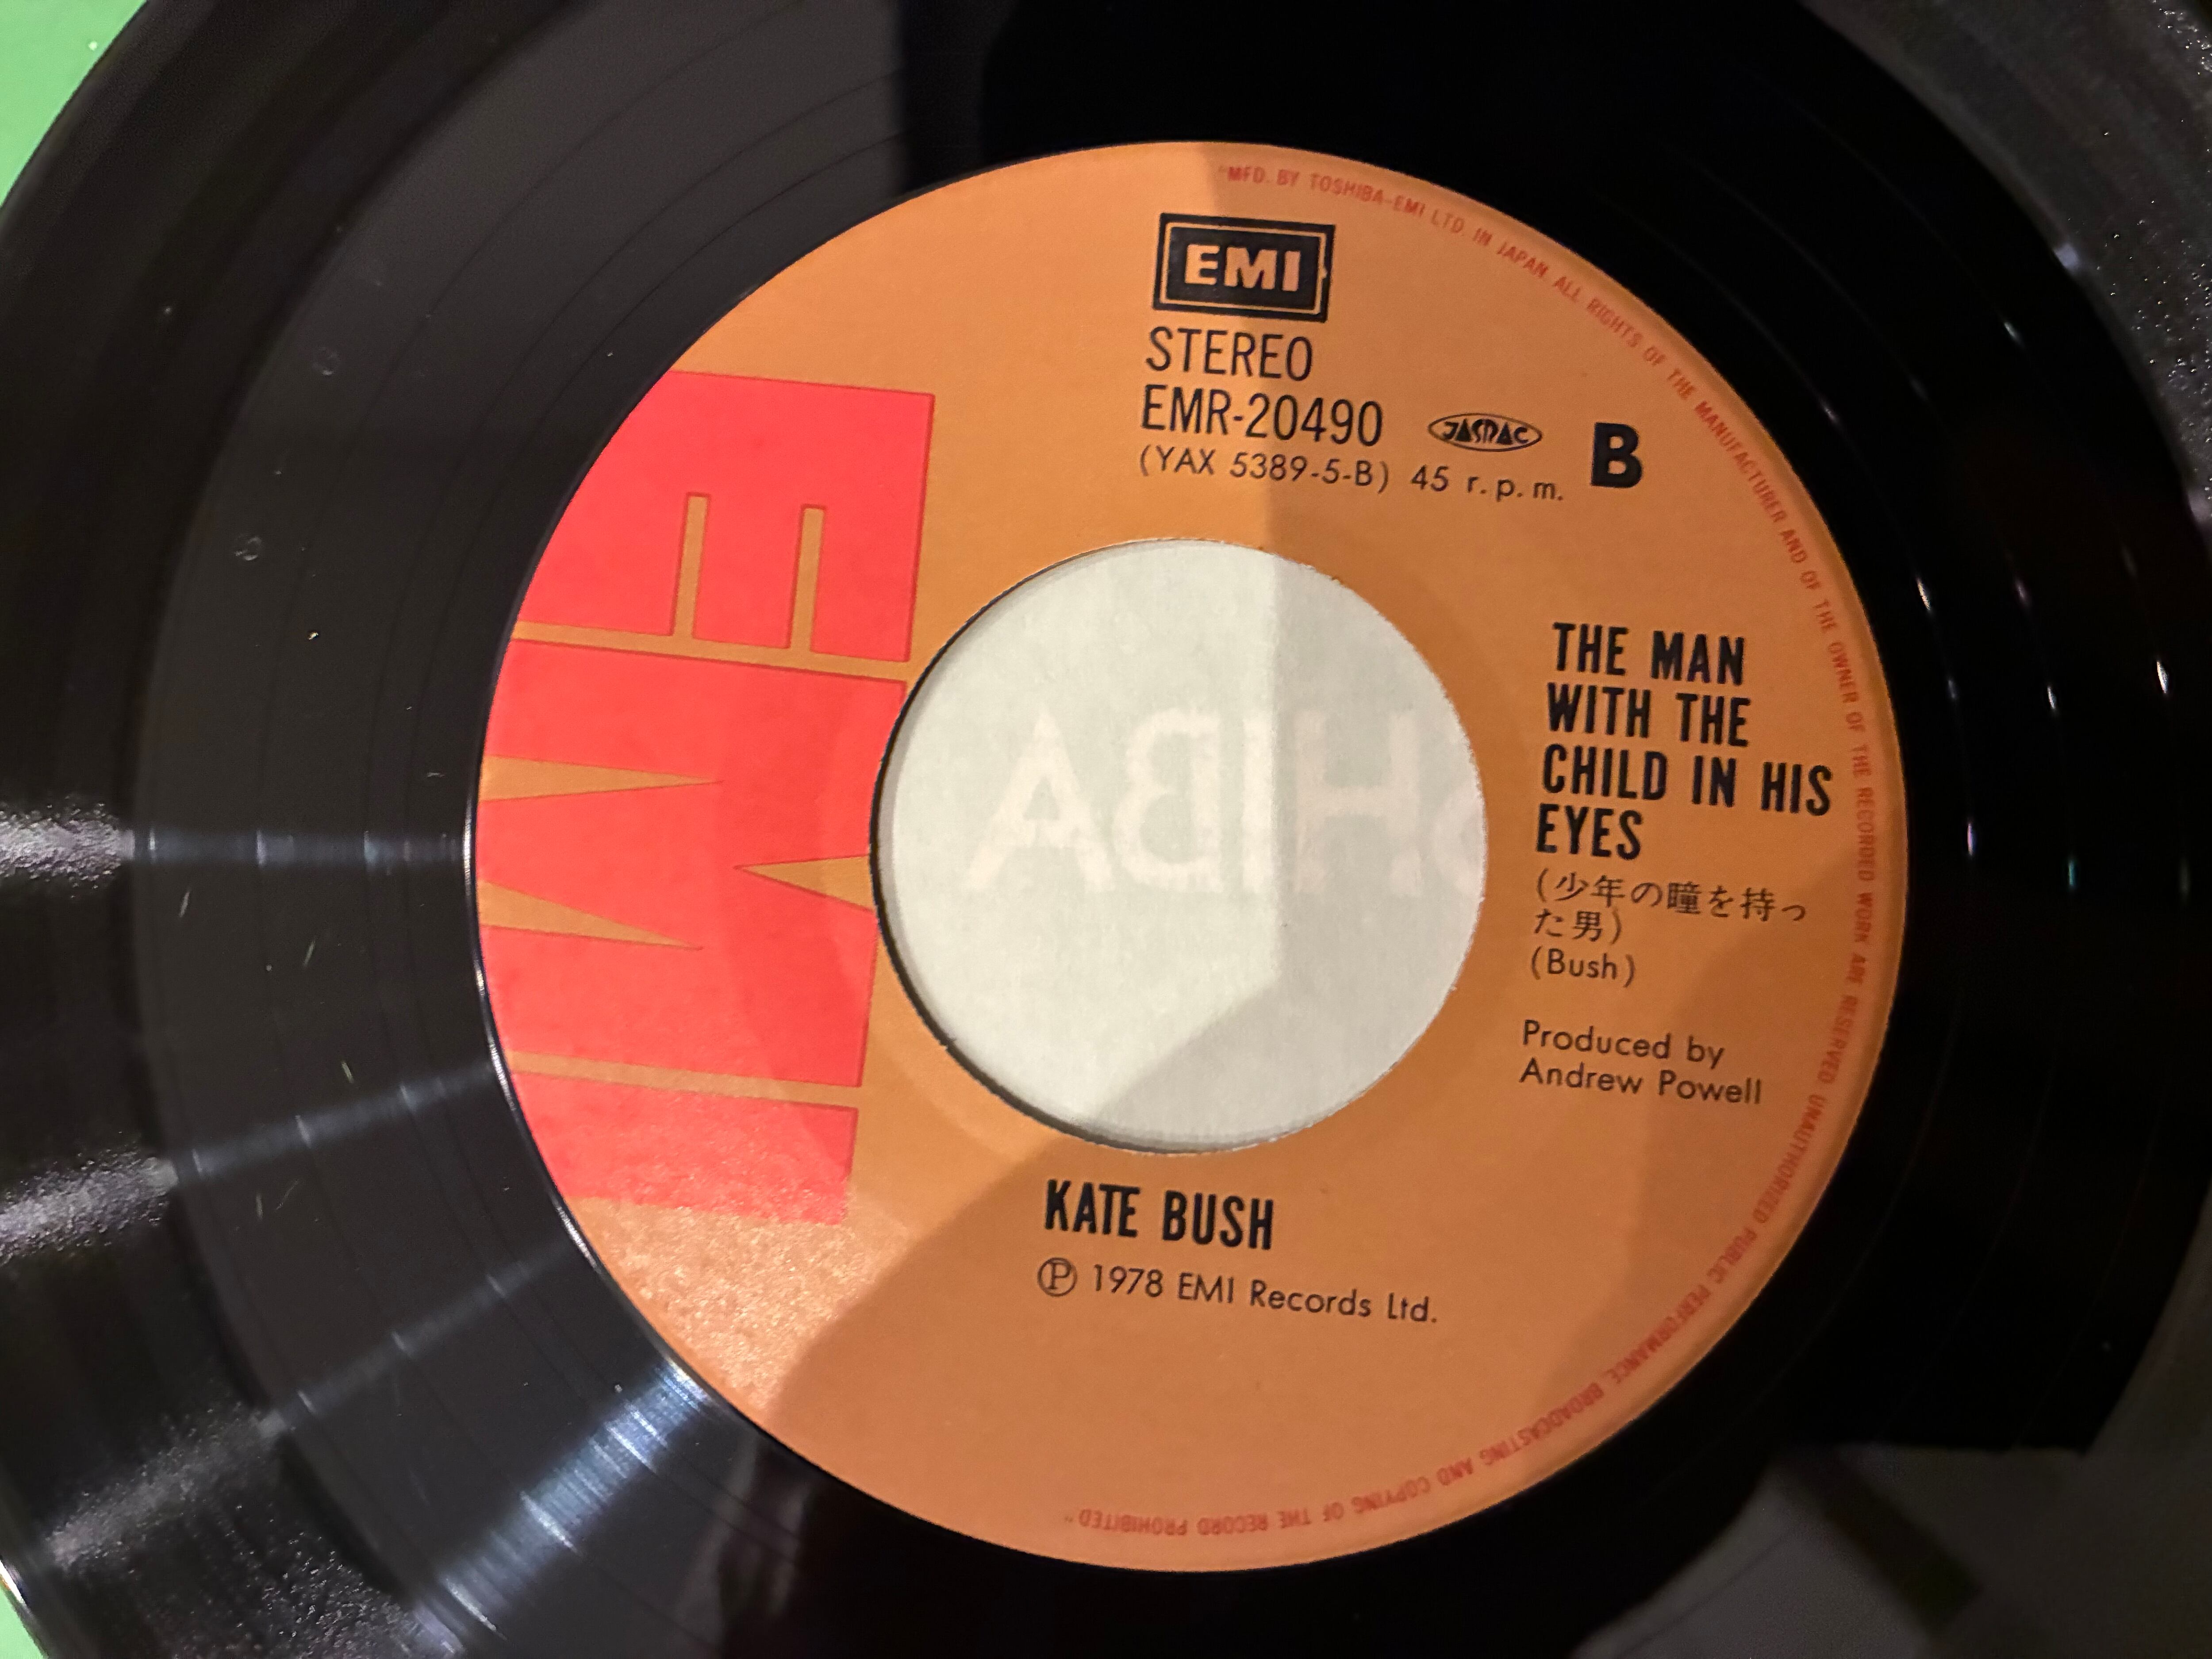 "MFD. BY TOSHIBA-EMI LTD. IN JAPAN. ALL RIGHTS OF THE MANUFACTURER AND OF THE OWNER OF THE RECORDED WORK ARE RESERVED. UNAUTHORIZED PUBLIC PERFORMANCE, BROADCASTING AND COPYING OF THE RECORD PROHIBITED"
EMI
STEREO
EMR-20490 JASRAC B
(YAX 5389-5-B) 45 r.p.m.
EMI
THE MAN
WITH THE
CHILD IN HIS
EYES
(少年の瞳を持っ
た男)
(Bush)
Produced by
Andrew Powell
SHIBA
KATE BUSH
Ⓟ 1978 EMI Records Ltd.